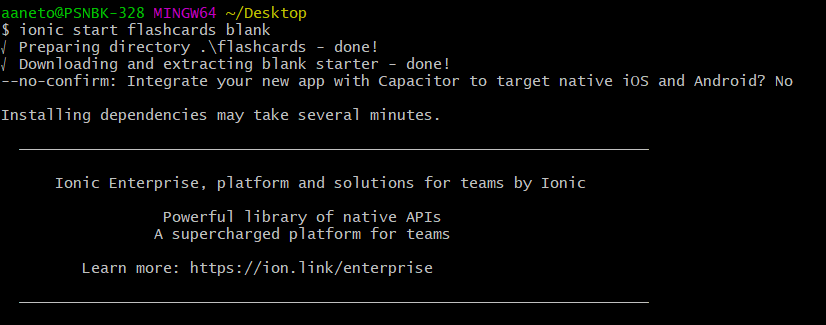 aaneto@PSNBK-328 MINGW64 ~/Desktop
$ ionic start flashcards blank
√ Preparing directory .\flashcards - done!
√ Downloading and extracting blank starter - done!
--no-confirm: Integrate your new app with Capacitor to target native iOS and Android? No
Installing dependencies may take several minutes.
Ionic Enterprise, platform and solutions for teams by Ionic
Powerful library of native APIs
A supercharged platform for teams
Learn more: https://ion.link/enterprise